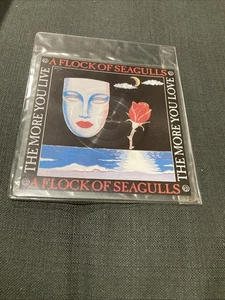 A FLOCK OF SEAGULLS
THE MORE YOU LIVE
THE MORE YOU LOVE
A FLOCK OF SEAGULLS